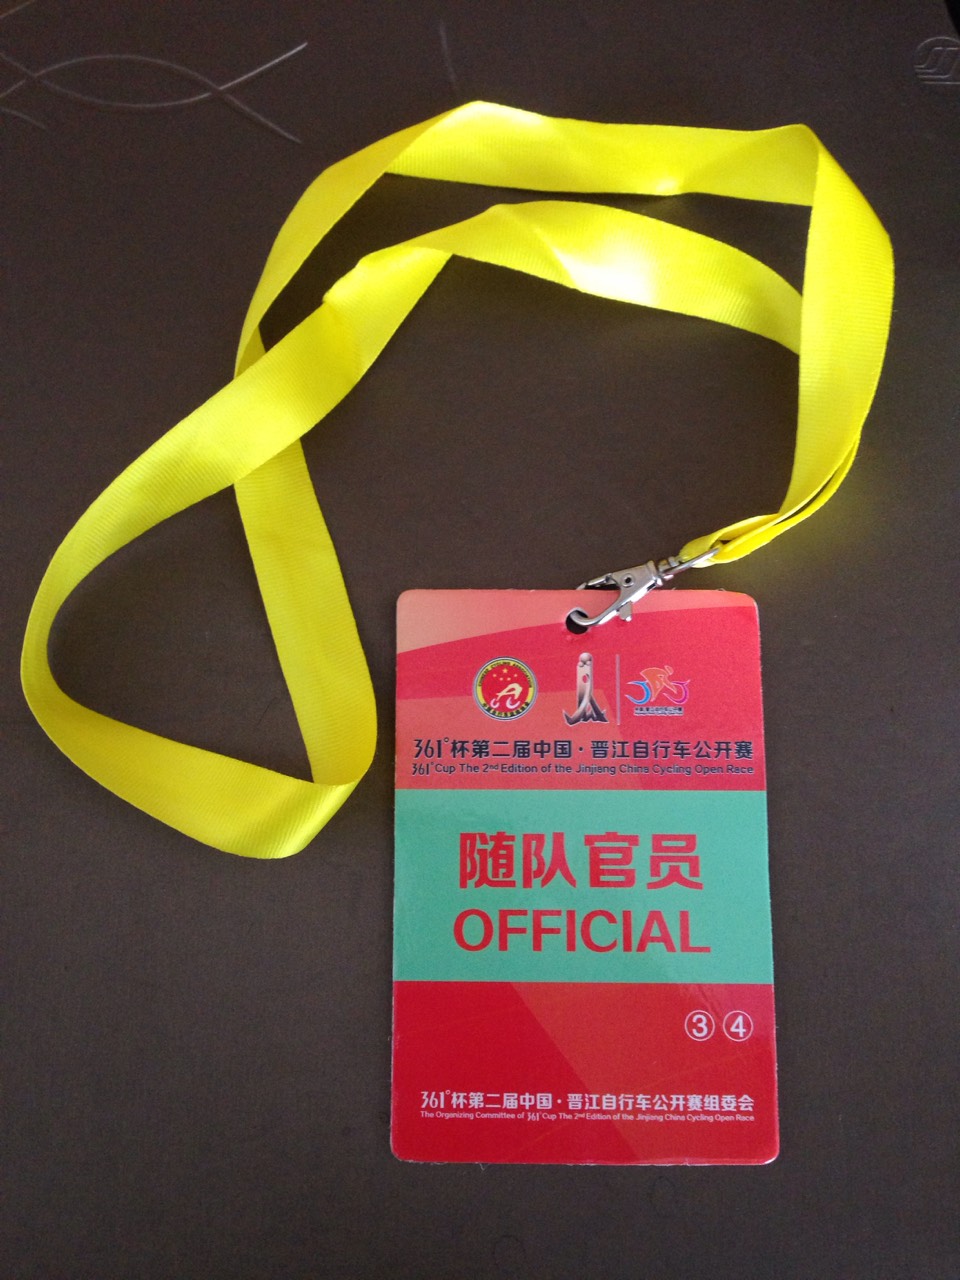 361°杯第二届中国·晋江自行车公开赛
361°Cup The 2nd Edition of the Jinjiang China Cycling Open Race
随队官员
OFFICIAL
③ ④
361°杯第二届中国·晋江自行车公开赛组委会
The Organizing Committee of 361°Cup The 2nd Edition of the Jinjiang China Cycling Open Race